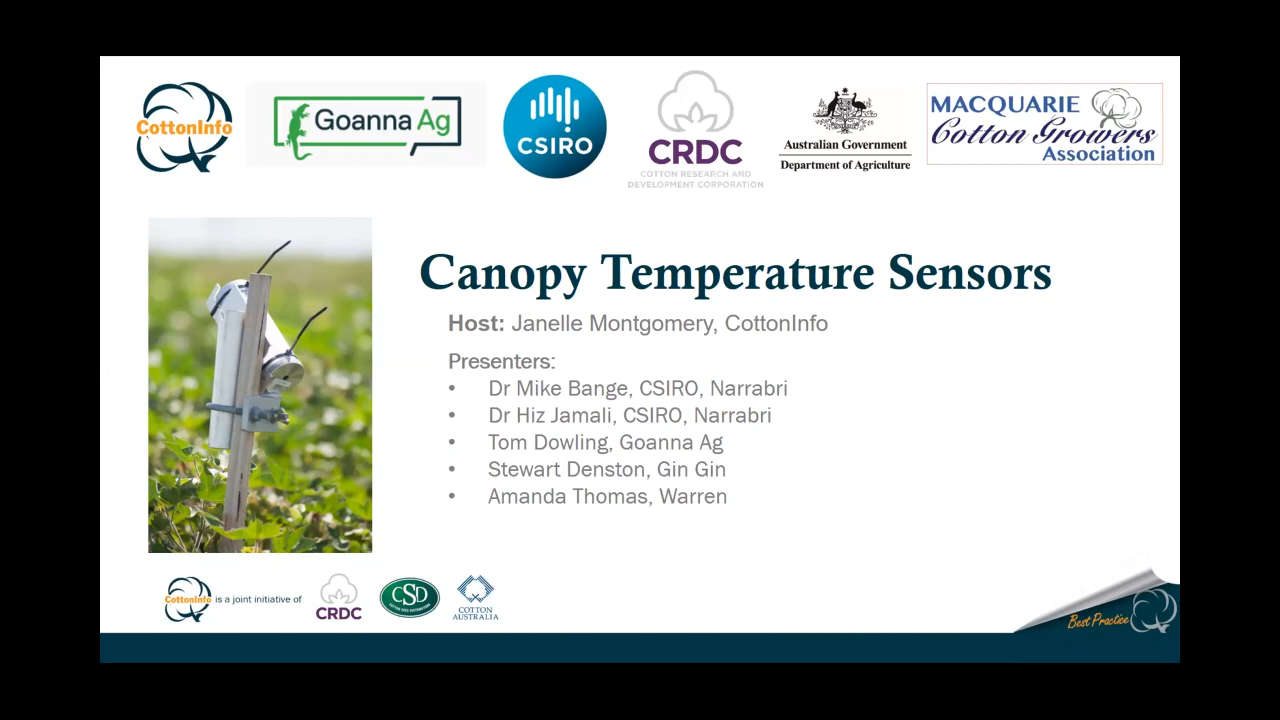 CottonInfo
Goanna Ag
CSIRO
CRDC
COTTON RESEARCH AND
DEVELOPMENT CORPORATION
Australian Government
Department of Agriculture
MACQUARIE
Cotton Growers
Association
Canopy Temperature Sensors
Host: Janelle Montgomery, CottonInfo
Presenters:
• Dr Mike Bange, CSIRO, Narrabri
• Dr Hiz Jamali, CSIRO, Narrabri
• Tom Dowling, Goanna Ag
• Stewart Denston, Gin Gin
• Amanda Thomas, Warren
CottonInfo is a joint initiative of
CRDC
CSD
COTTON SEED DISTRIBUTORS
COTTON
AUSTRALIA
Best Practice